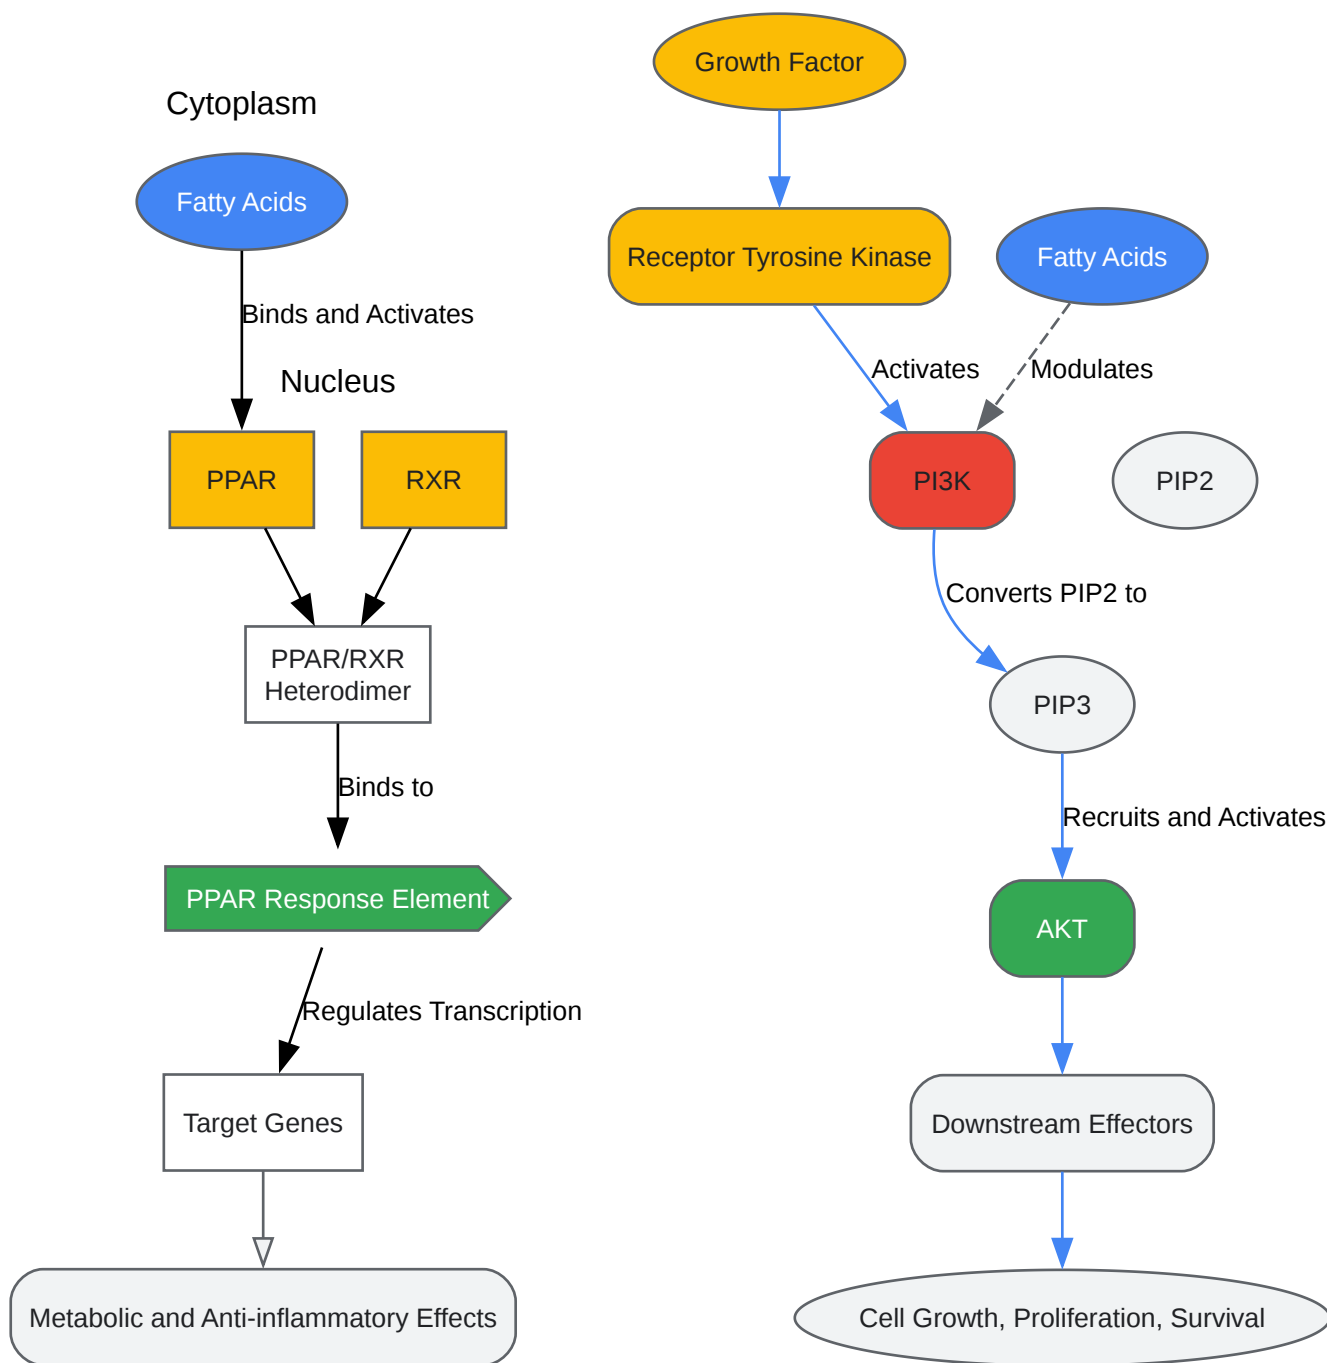 Cytoplasm
Fatty Acids
Binds and Activates
Nucleus
PPAR
RXR
PPAR/RXR
Heterodimer
Binds to
PPAR Response Element
Regulates Transcription
Target Genes
Metabolic and Anti-inflammatory Effects
Growth Factor
Receptor Tyrosine Kinase
Fatty Acids
Activates
Modulates
PI3K
PIP2
Converts PIP2 to
PIP3
Recruits and Activates
AKT
Downstream Effectors
Cell Growth, Proliferation, Survival